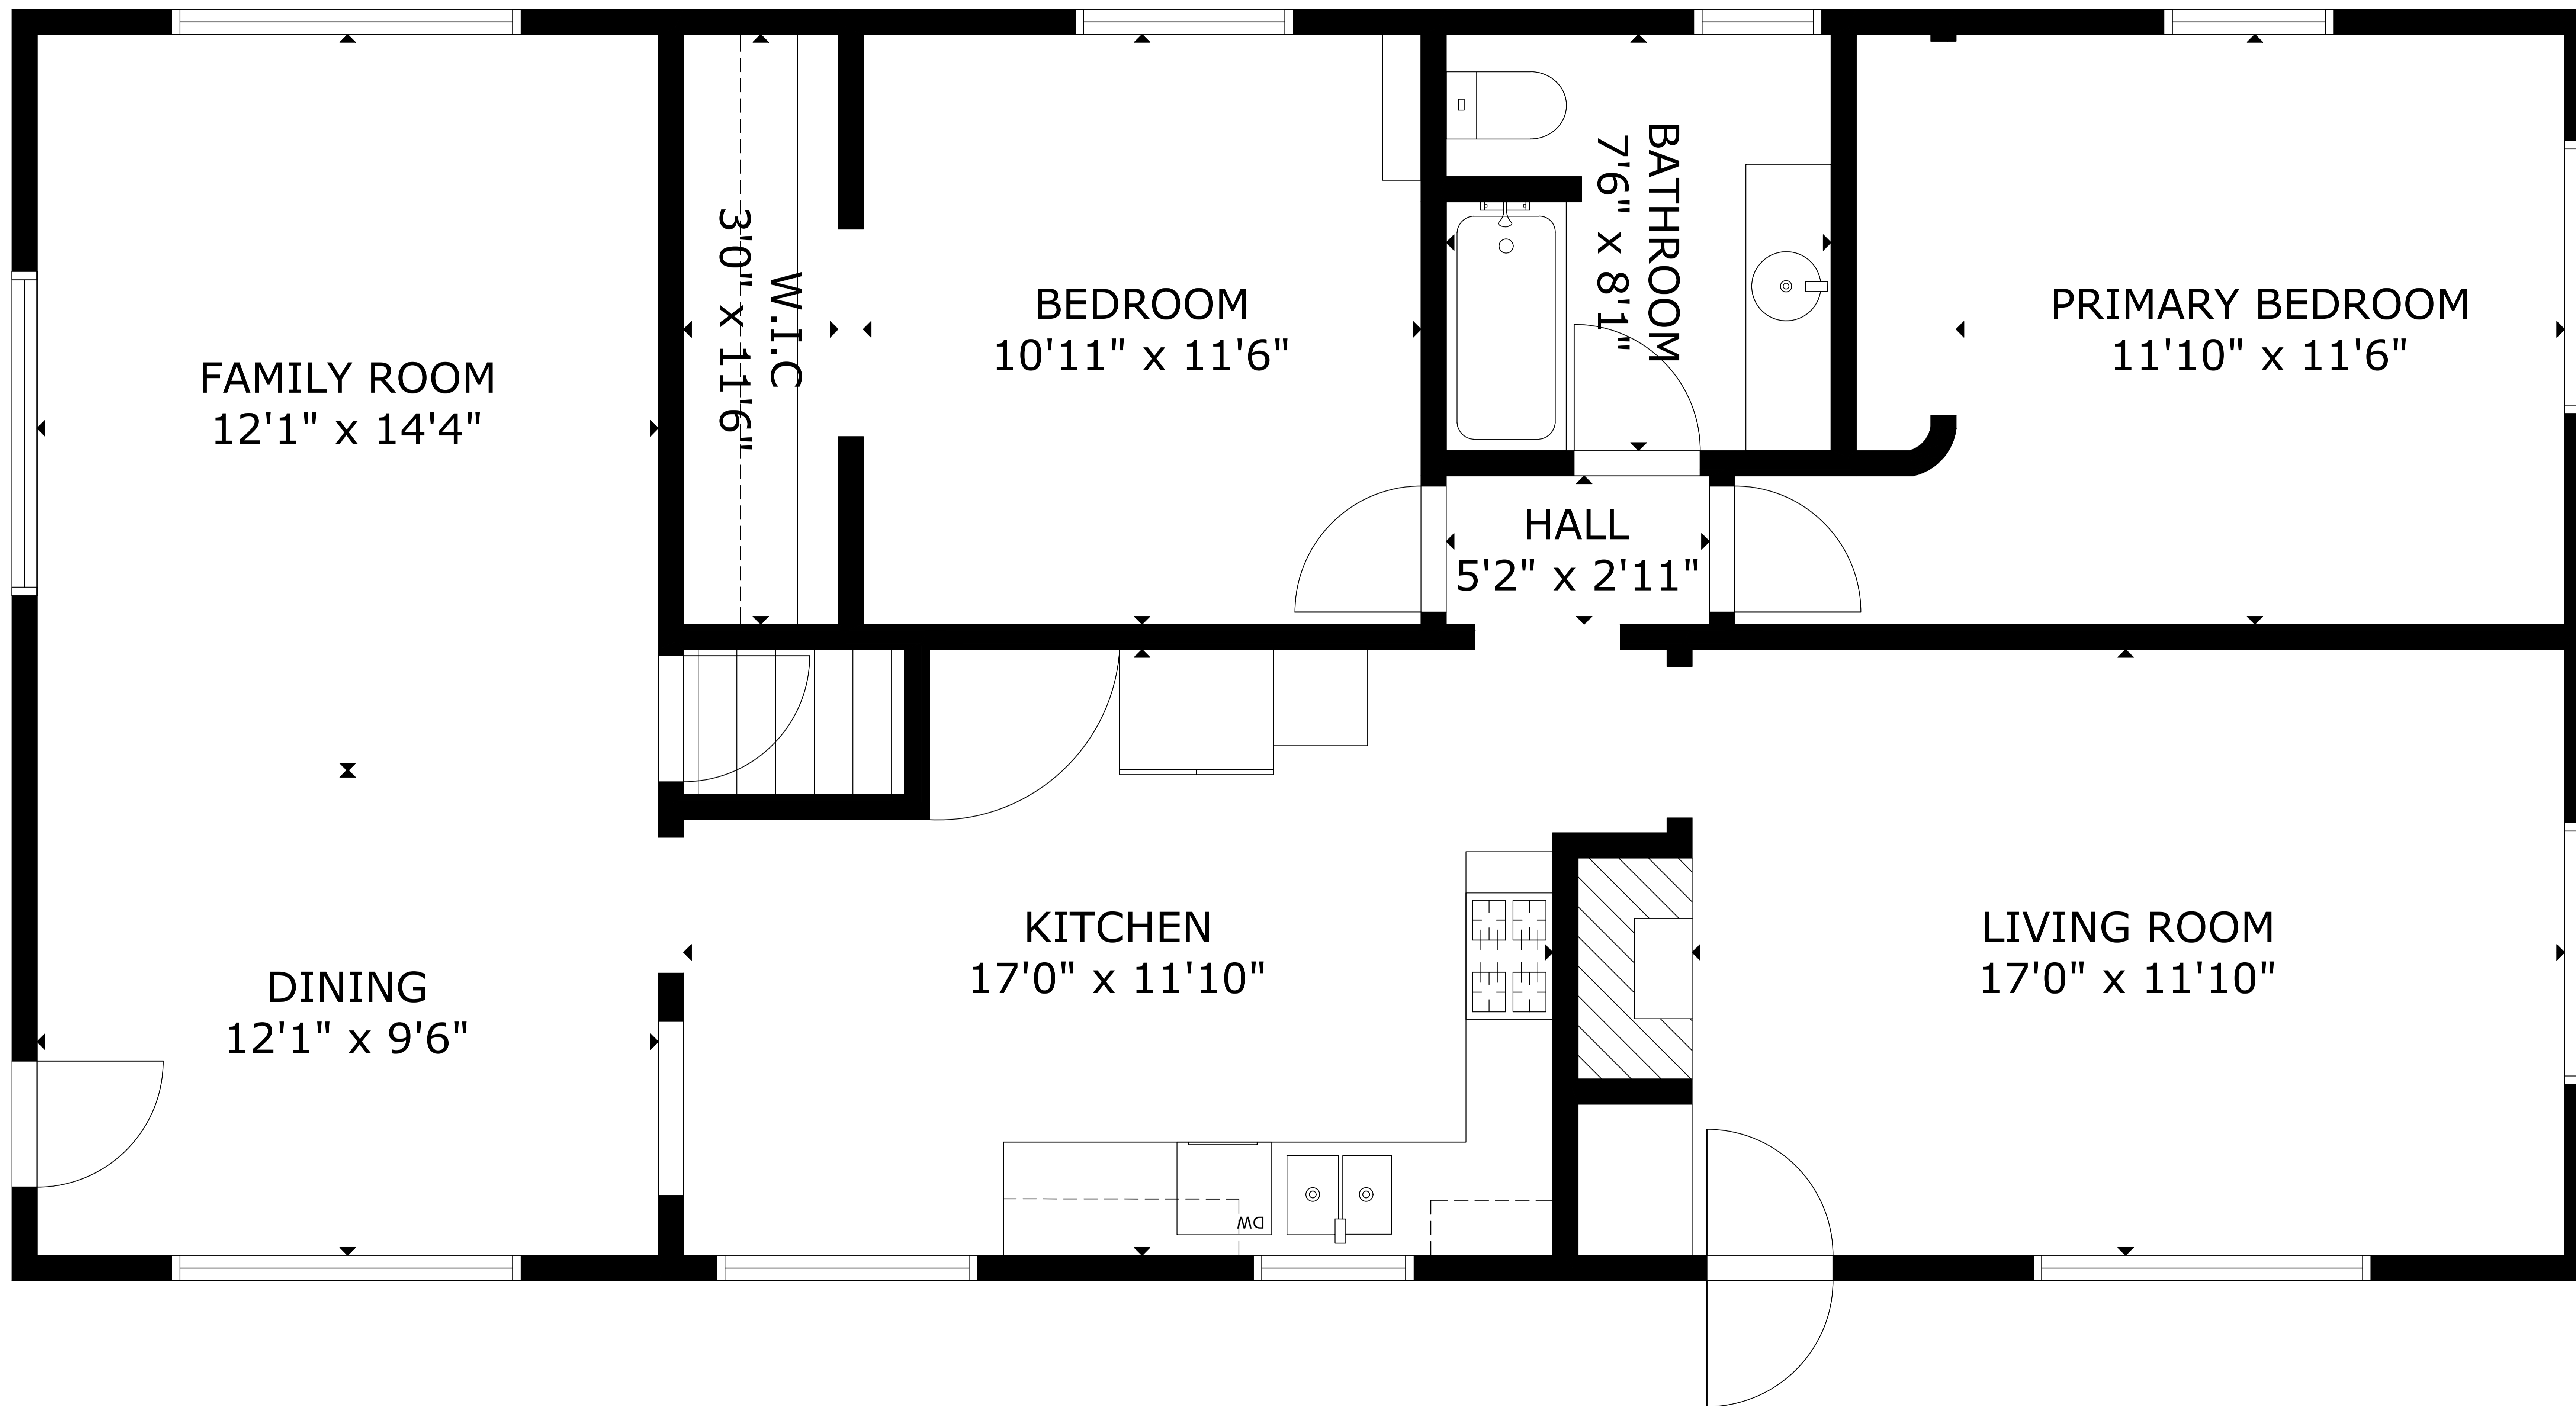 FAMILY ROOM
12'1" x 14'4"
W.I.C
3'0" x 11'6"
BEDROOM
10'11" x 11'6"
BATHROOM
7'6" x 8'1"
PRIMARY BEDROOM
11'10" x 11'6"
HALL
5'2" x 2'11"
DINING
12'1" x 9'6"
KITCHEN
17'0" x 11'10"
LIVING ROOM
17'0" x 11'10"
DW